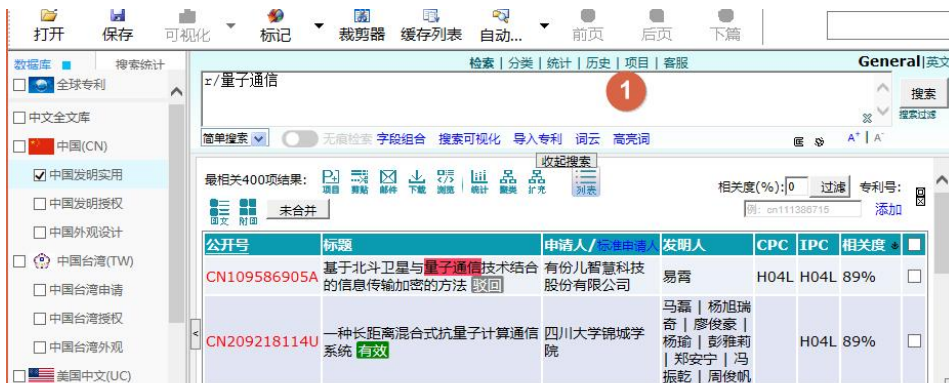 打开 保存 可视化 标记 裁剪器 缓存列表 自动... 前页 后页 下篇
数据库 搜索统计
检索 | 分类 | 统计 | 历史 | 项目 | 客服
General|英文
全球专利
中文全文库
中国(CN)
中国发明实用
中国发明授权
中国外观设计
中国台湾(TW)
中国台湾申请
中国台湾授权
中国台湾外观
美国中文(UC)
r/量子通信
1
搜索
搜索过滤
简单搜索 无痕检索 字段组合 搜索可视化 导入专利 词云 高亮词
A+ | A-
收起搜索
最相关400项结果: 项目 剪贴 邮件 下载 浏览 统计 聚类 扩充 列表
相关度(%): 0 过滤 专利号:
图文 附图 未合并
例: cn111386715 添加
公开号 标题 申请人/标准申请人 发明人 CPC IPC 相关度
CN109586905A 基于北斗卫星与量子通信技术结合的信息传输加密的方法 驳回 有份儿智慧科技股份有限公司 易霄 H04L H04L 89%
CN209218114U 一种长距离混合式抗量子计算通信系统 有效 四川大学锦城学院 马磊 | 杨旭瑞奇 | 廖俊豪 | 杨瑜 | 彭雅莉 | 郑安宁 | 冯振乾 | 周俊帆 H04L 89%